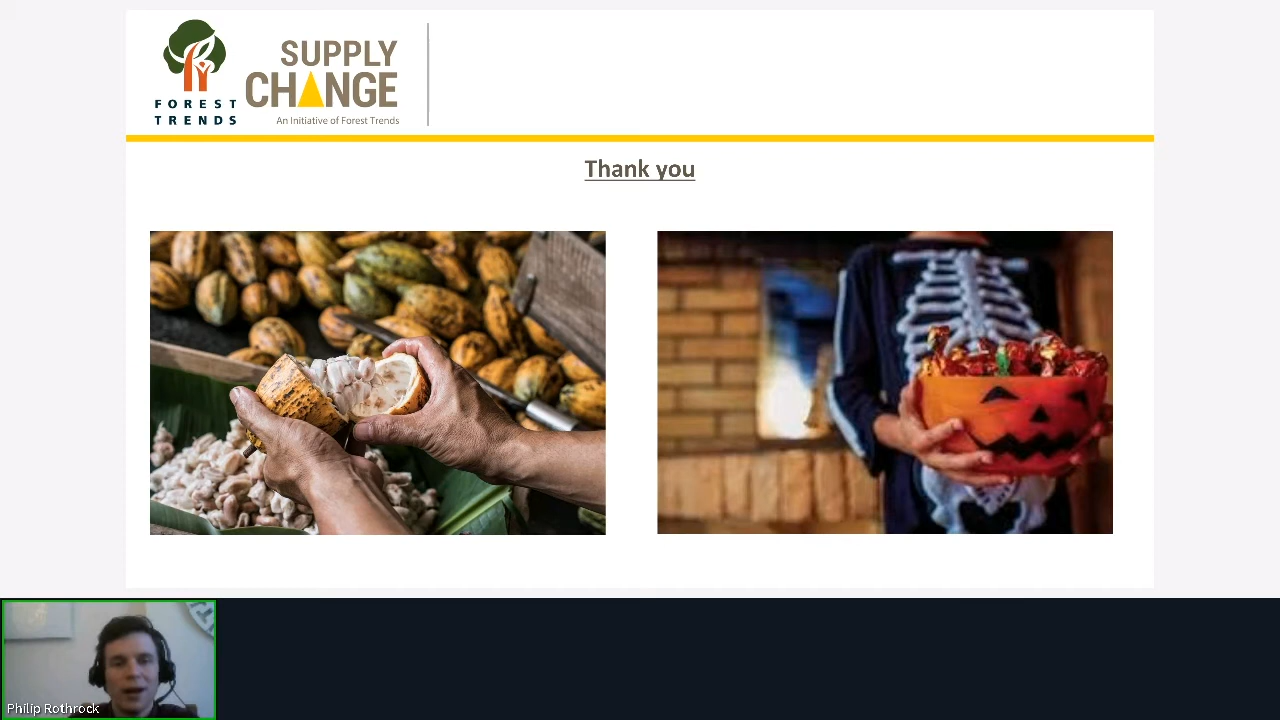 FOREST
TRENDS
SUPPLY
CHANGE
An Initiative of Forest Trends
Thank you
Philip Rothrock